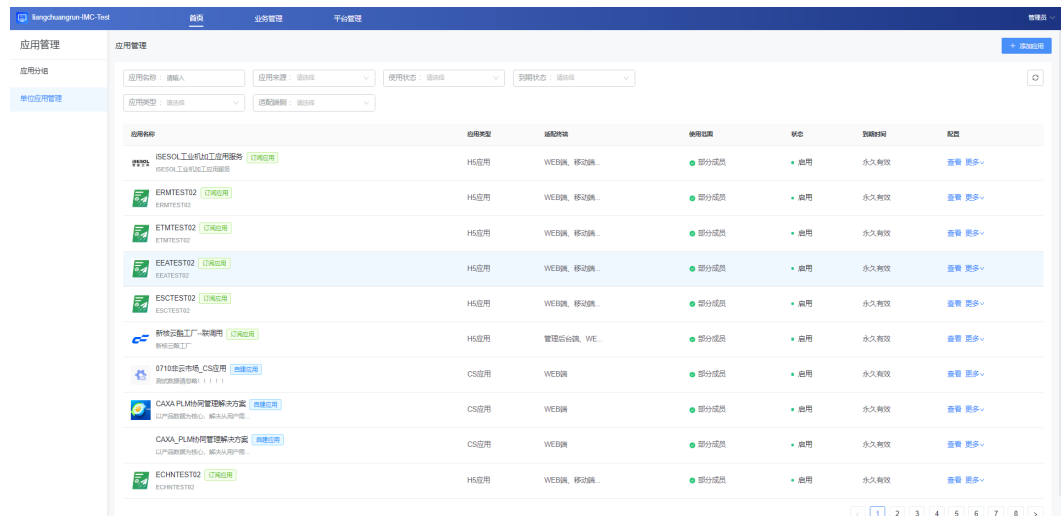 liangchuangrun-IMC-Test 首页 业务管理 平台管理 管理员
应用管理 应用管理 + 添加应用
应用分组
单位应用管理
应用名称： 请输入 应用来源： 请选择 使用状态： 请选择 到期状态： 请选择
应用类型： 请选择 适配端侧： 请选择
应用名称 应用类型 适配终端 使用范围 状态 到期时间 配置
iSESOL工业机加工应用服务 订阅应用 H5应用 WEB端、移动端... 部分成员 启用 永久有效 查看 更多
iSESOL工业机加工应用服务
ERMTEST02 订阅应用 H5应用 WEB端、移动端... 部分成员 启用 永久有效 查看 更多
ERMTEST02
ETMTEST02 订阅应用 H5应用 WEB端、移动端... 部分成员 启用 永久有效 查看 更多
ETMTEST02
EEATEST02 订阅应用 H5应用 WEB端、移动端... 部分成员 启用 永久有效 查看 更多
EEATEST02
ESCTEST02 订阅应用 H5应用 WEB端、移动端... 部分成员 启用 永久有效 查看 更多
ESCTEST02
新核云酷工厂--联调用 订阅应用 H5应用 管理后台端、WE... 部分成员 启用 永久有效 查看 更多
新核云酷工厂
0710非云市场_CS应用 自建应用 CS应用 WEB端 部分成员 启用 永久有效 查看 更多
测试数据请忽略！！！！
CAXA PLM协同管理解决方案 自建应用 CS应用 WEB端 部分成员 启用 永久有效 查看 更多
以产品数据为核心，解决从用户需...
CAXA_PLM协同管理解决方案 自建应用 CS应用 WEB端 部分成员 启用 永久有效 查看 更多
以产品数据为核心，解决从用户需...
ECHNTEST02 订阅应用 H5应用 WEB端、移动端... 部分成员 启用 永久有效 查看 更多
ECHNTEST02
< 1 2 3 4 5 6 7 8 >